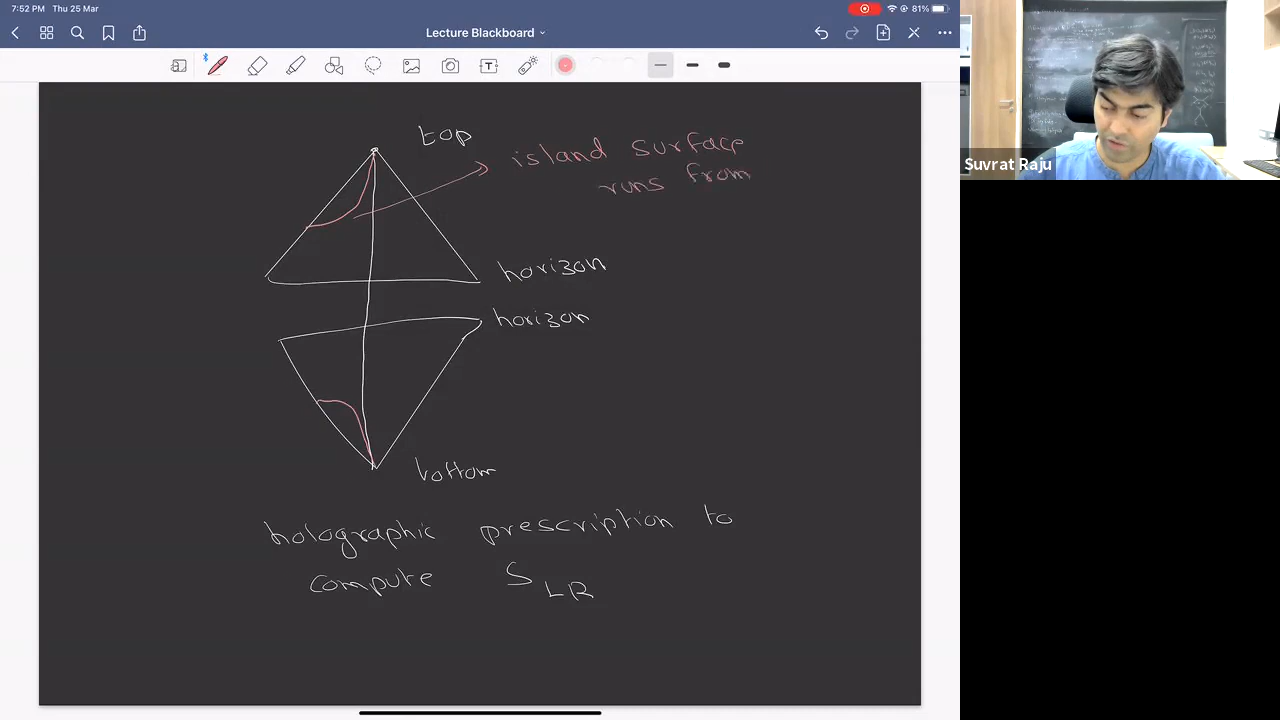 7:52 PM Thu 25 Mar
81%
Lecture Blackboard
T
top
island surface
runs from
horizon
horizon
bottom
holographic prescription to
compute S_LR
Suvrat Raju